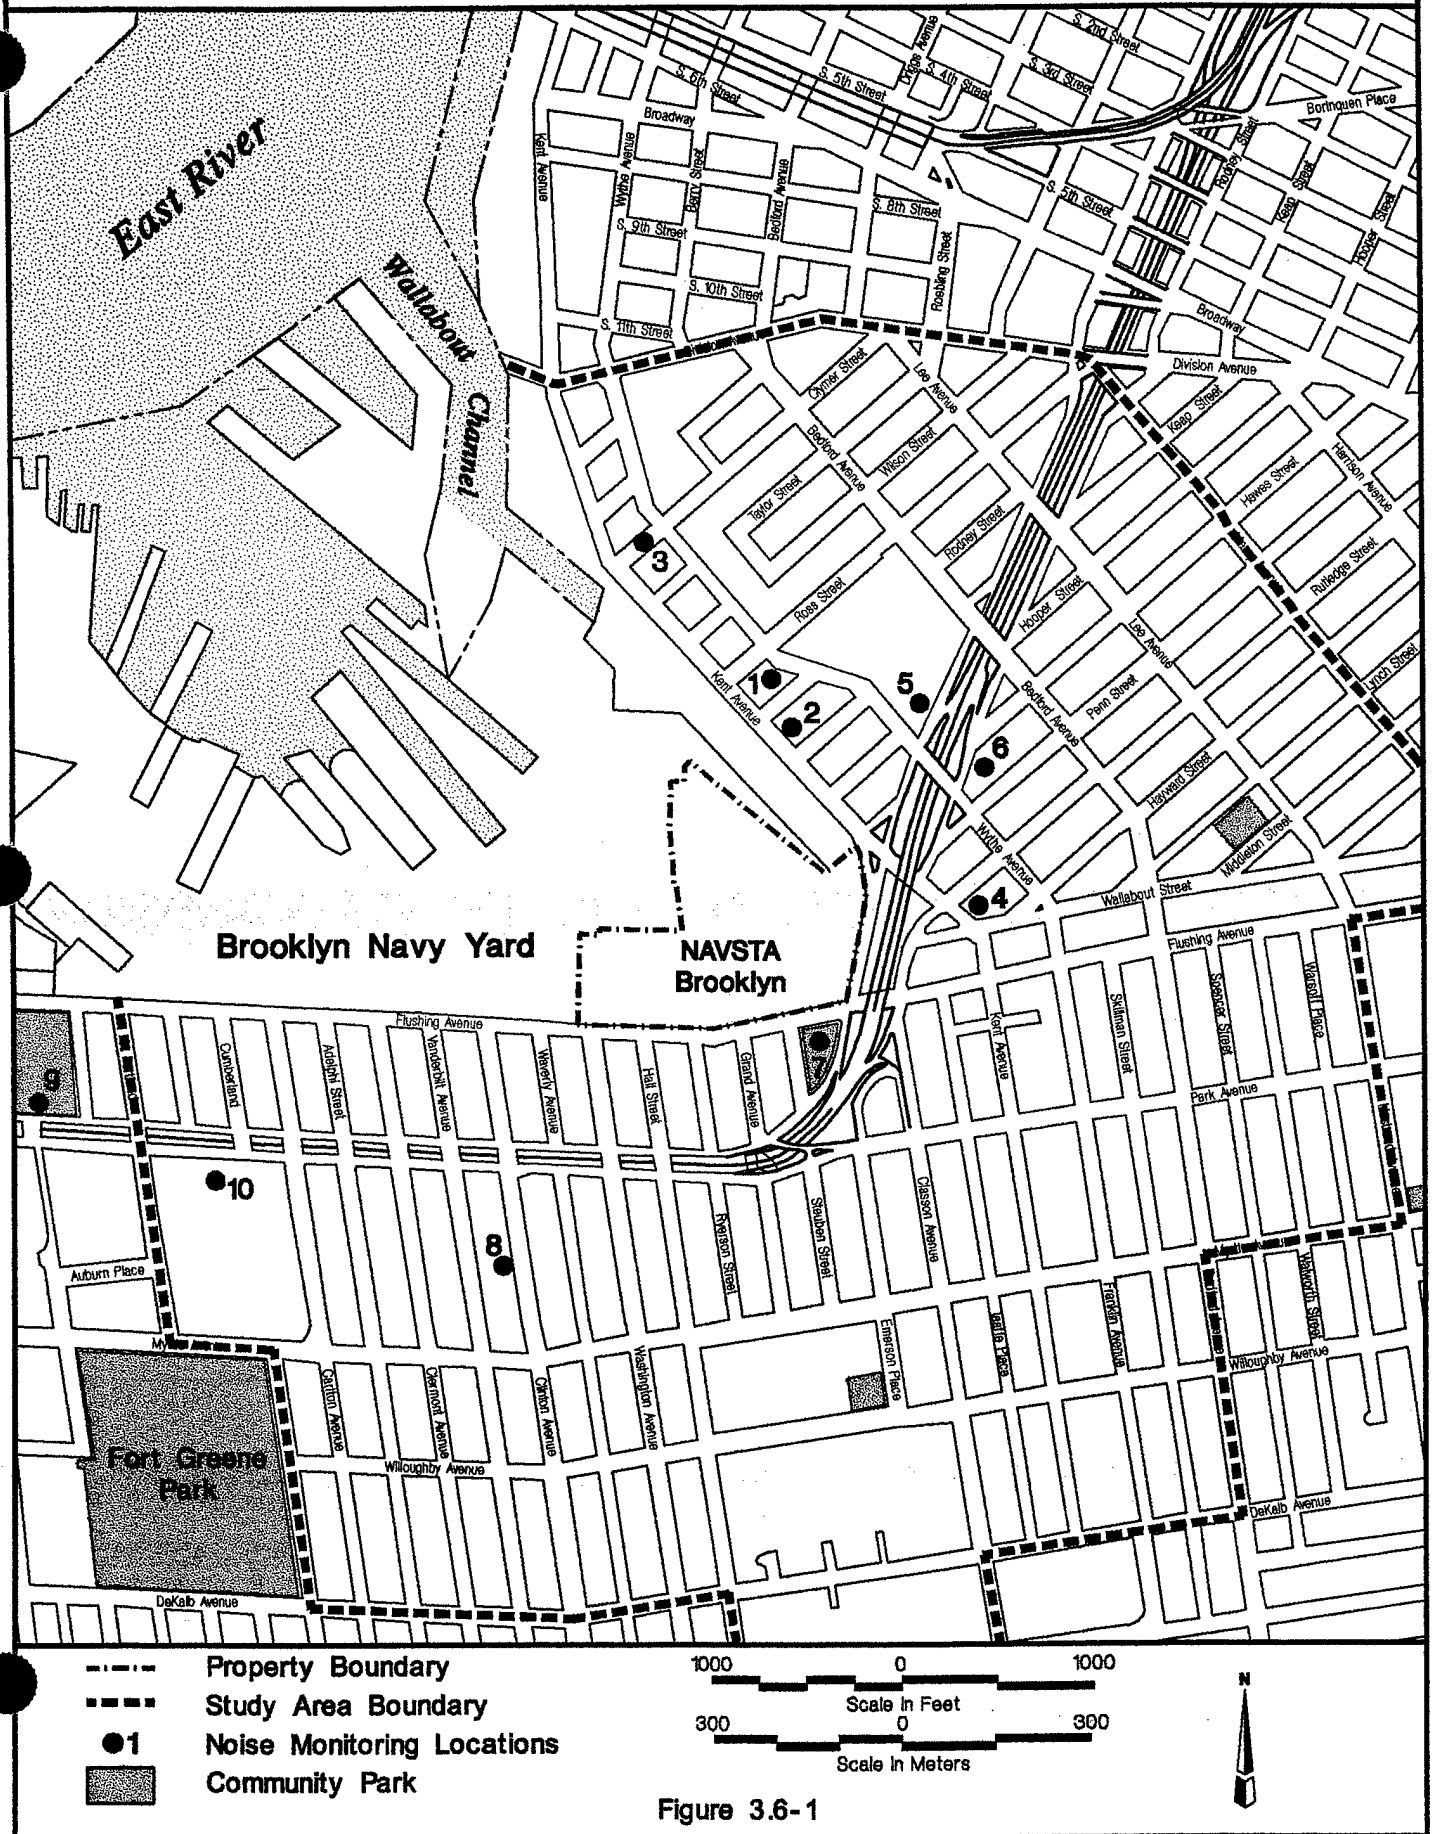 S. 2nd Street
Driggs Avenue
S. 3rd Street
S. 4th Street
S. 5th Street
S. 6th Street
Borinquen Place
Broadway
East River
Kent Avenue
Wythe Avenue
Berry Street
Bedford Avenue
Rodney Street
Keap Street
Hooper Street
S. 5th Street
S. 8th Street
S. 9th Street
Roebling Street
Wallabout Channel
S. 10th Street
S. 11th Street
Broadway
Division Avenue
Clymer Street
Lee Avenue
Keap Street
Bedford Avenue
Wilson Street
Harrison Avenue
Hewes Street
Taylor Street
Rodney Street
3
Rutledge Street
Ross Street
Hooper Street
Lee Avenue
Lynch Street
1
Kent Avenue
2
5
Bedford Avenue
Penn Street
6
Hayward Street
Middleton Street
Wythe Avenue
4
Wallabout Street
Brooklyn Navy Yard
NAVSTA
Brooklyn
Flushing Avenue
Flushing Avenue
Skillman Street
Spencer Street
Warsoff Place
Kent Avenue
Cumberland
Adelphi Street
Vanderbilt Avenue
Waverly Avenue
Hall Street
Grand Avenue
7
9
Park Avenue
10
8
Ryerson Street
Steuben Street
Classon Avenue
Auburn Place
Franklin Avenue
Walworth Street
Emerson Place
Willoughby Avenue
Carlton Avenue
Clermont Avenue
Clinton Avenue
Washington Avenue
Fort Greene
Park
Willoughby Avenue
DeKalb Avenue
DeKalb Avenue
Property Boundary
Study Area Boundary
1 Noise Monitoring Locations
Community Park
1000 0 1000
Scale in Feet
300 0 300
Scale in Meters
N
Figure 3.6-1